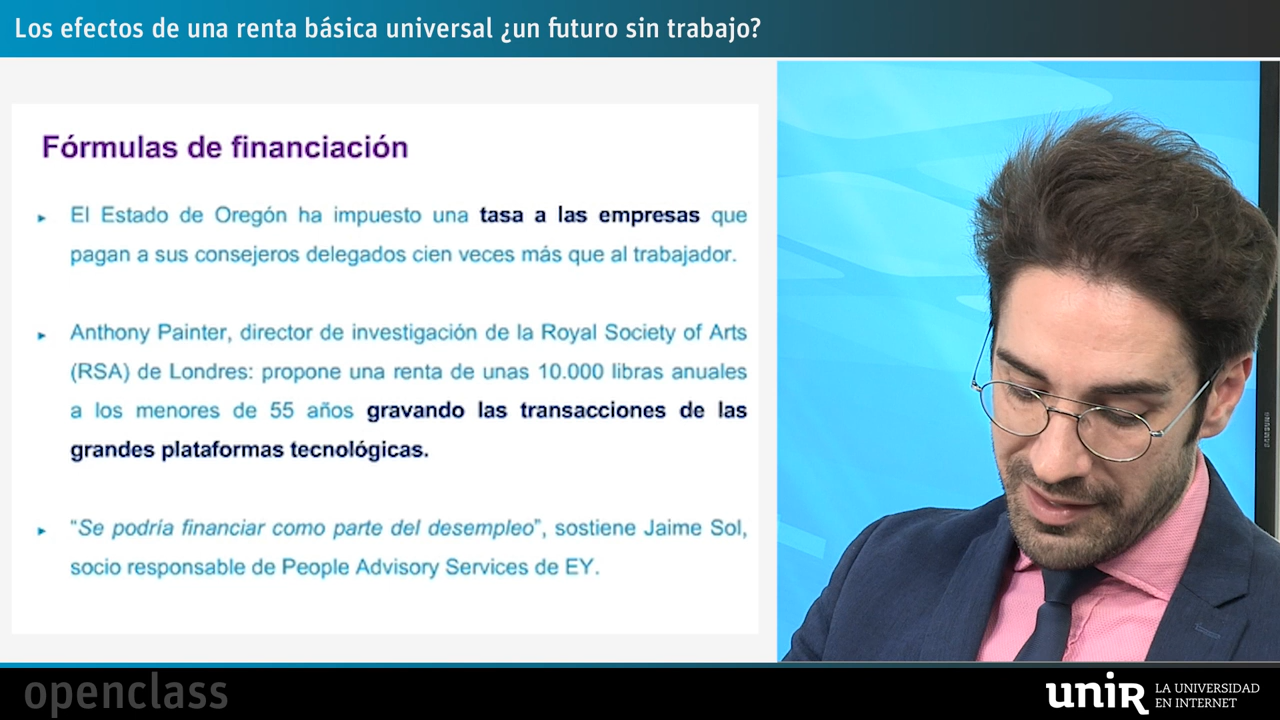 Los efectos de una renta básica universal ¿un futuro sin trabajo?
Fórmulas de financiación
▸ El Estado de Oregón ha impuesto una tasa a las empresas que
pagan a sus consejeros delegados cien veces más que al trabajador.
▸ Anthony Painter, director de investigación de la Royal Society of Arts
(RSA) de Londres: propone una renta de unas 10.000 libras anuales
a los menores de 55 años gravando las transacciones de las
grandes plataformas tecnológicas.
▸ “Se podría financiar como parte del desempleo”, sostiene Jaime Sol,
socio responsable de People Advisory Services de EY.
openclass
unir LA UNIVERSIDAD
EN INTERNET